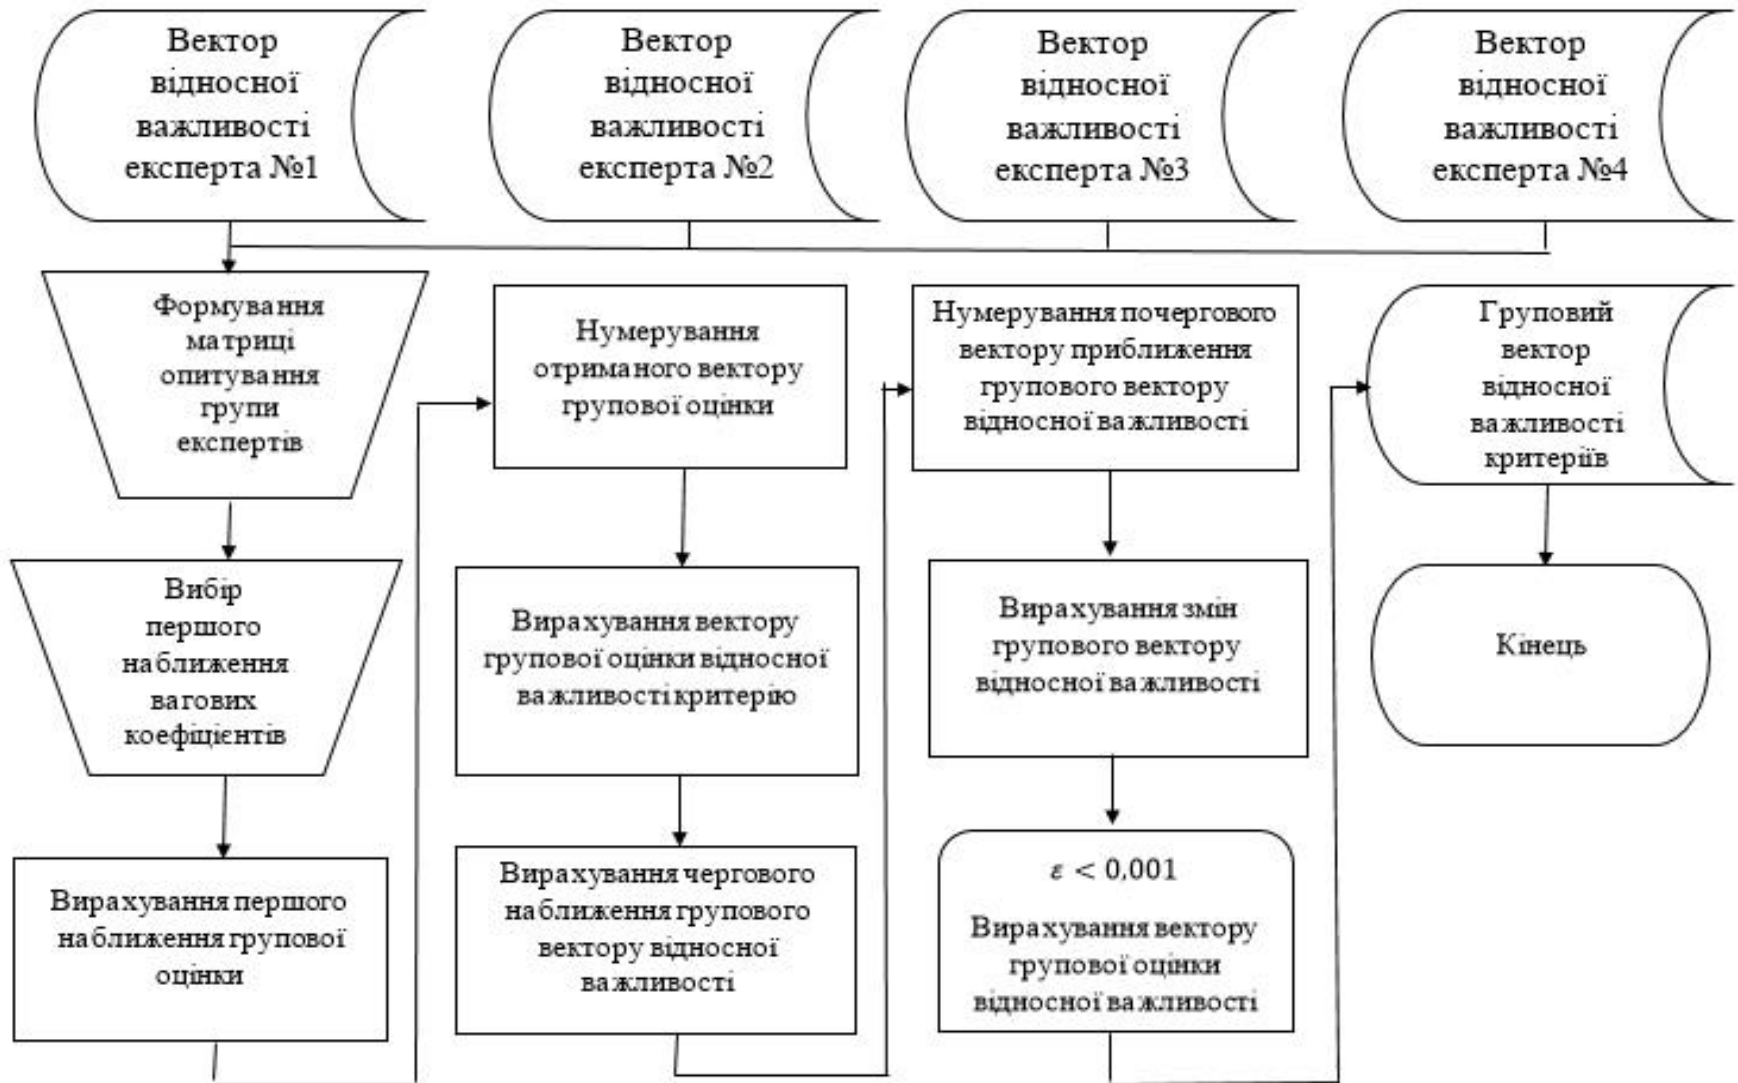 Вектор
відносної
важливості
експерта №1
Вектор
відносної
важливості
експерта №2
Вектор
відносної
важливості
експерта №3
Вектор
відносної
важливості
експерта №4
Формування
матриці
опитування
групи
експертів
Вибір
першого
наближення
вагових
коефіцієнтів
Вирахування першого
наближення групової
оцінки
Нумерування
отриманого вектору
групової оцінки
Вирахування вектору
групової оцінки відносної
важливості критерію
Вирахування чергового
наближення групового
вектору відносної
важливості
Нумерування почергового
вектору приближення
групового вектору
відносної важливості
Вирахування змін
групового вектору
відносної важливості
ε < 0,001
Вирахування вектору
групової оцінки
відносної важливості
Груповий
вектор
відносної
важливості
критеріїв
Кінець